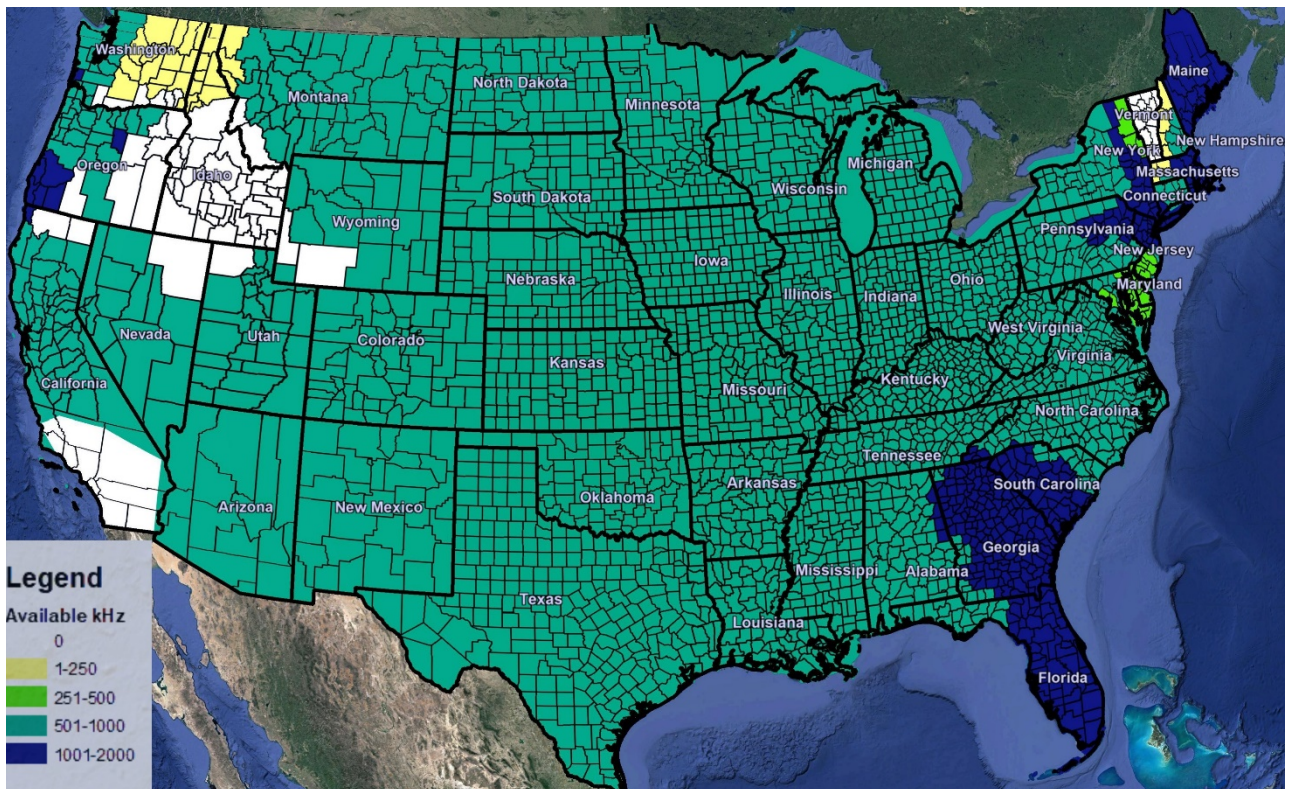 Washington
Montana
North Dakota
Minnesota
Maine
Vermont
Oregon
Idaho
New York
New Hampshire
Michigan
Massachusetts
Wisconsin
South Dakota
Connecticut
Wyoming
Pennsylvania
New Jersey
Iowa
Nebraska
Ohio
Maryland
Illinois
Indiana
West Virginia
Nevada
Utah
Colorado
Virginia
Kansas
California
Missouri
Kentucky
North Carolina
Tennessee
Arkansas
South Carolina
Oklahoma
Arizona
New Mexico
Georgia
Mississippi
Alabama
Texas
Louisiana
Florida
Legend
Available kHz
0
1-250
251-500
501-1000
1001-2000